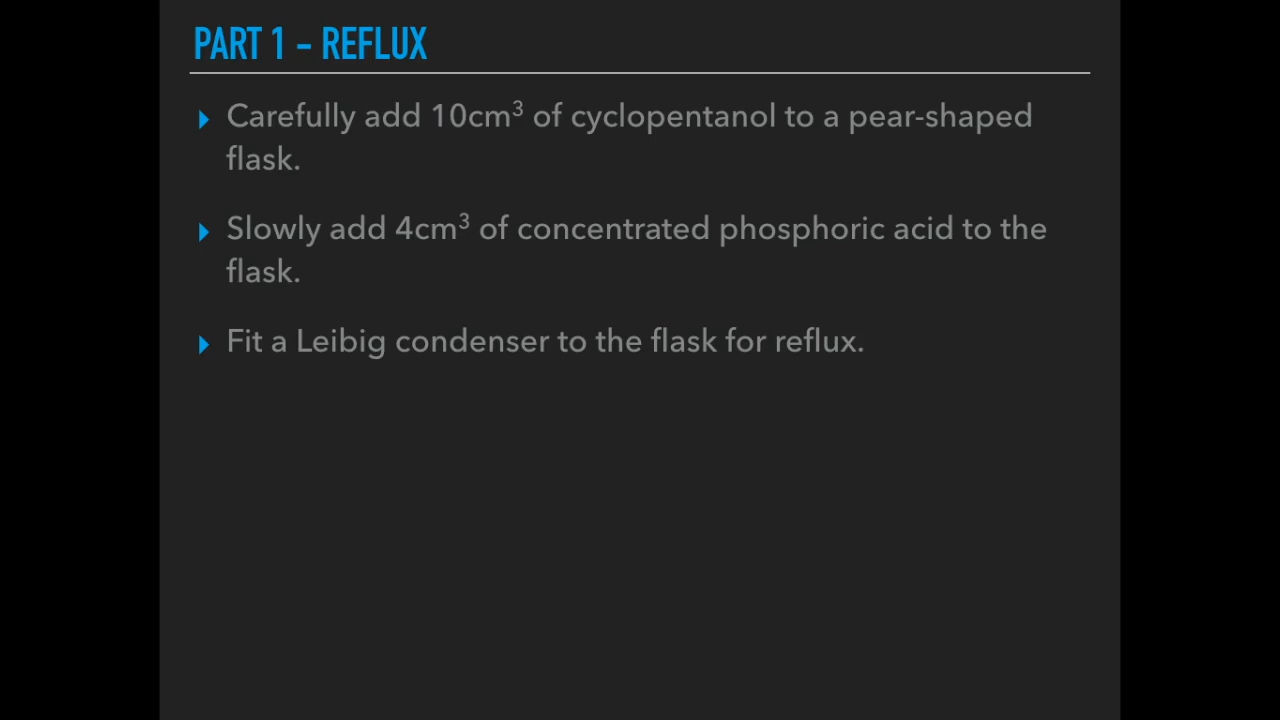 PART 1 – REFLUX
Carefully add 10cm³ of cyclopentanol to a pear-shaped
flask.
Slowly add 4cm³ of concentrated phosphoric acid to the
flask.
Fit a Leibig condenser to the flask for reflux.